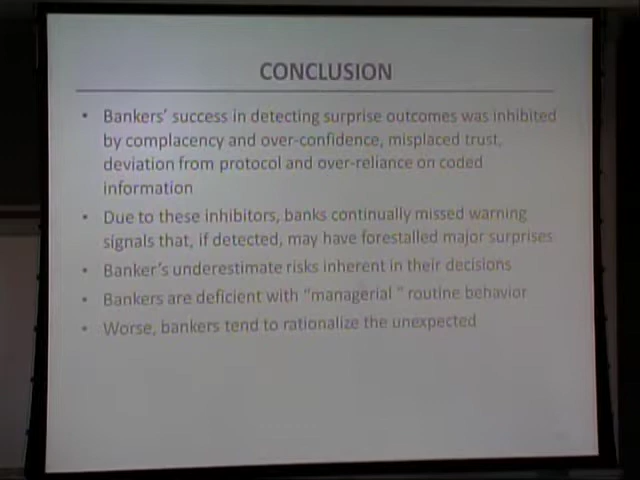 CONCLUSION
• Bankers' success in detecting surprise outcomes was inhibited
by complacency and over-confidence, misplaced trust,
deviation from protocol and over-reliance on coded
information
• Due to these inhibitors, banks continually missed warning
signals that, if detected, may have forestalled major surprises
• Banker's underestimate risks inherent in their decisions
• Bankers are deficient with "managerial " routine behavior
• Worse, bankers tend to rationalize the unexpected